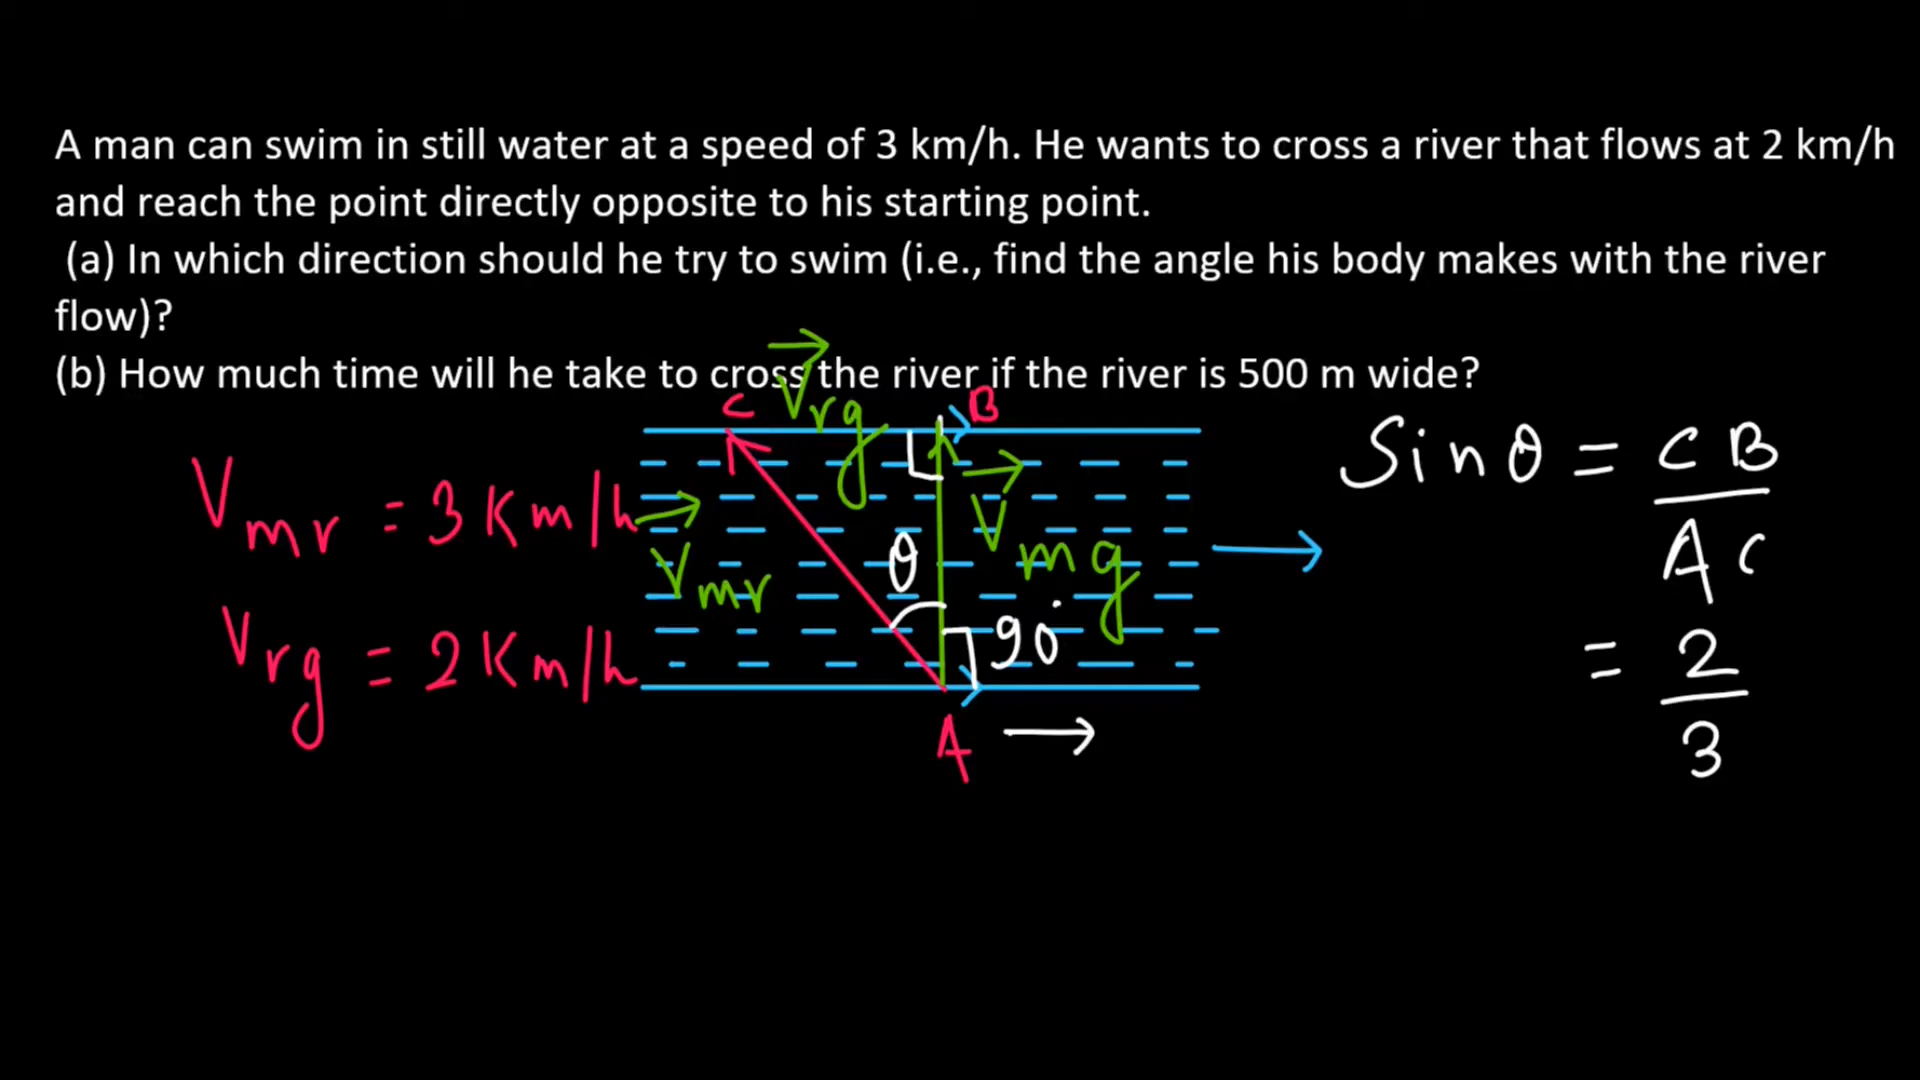 A man can swim in still water at a speed of 3 km/h. He wants to cross a river that flows at 2 km/h
and reach the point directly opposite to his starting point.
(a) In which direction should he try to swim (i.e., find the angle his body makes with the river
flow)?
(b) How much time will he take to cross the river if the river is 500 m wide?
C Vrg B
Vmr = 3 Km/h
Vmr
θ
Vmg
90°
Vrg = 2 Km/h
A
Sin θ = CB
AC
= 2
3